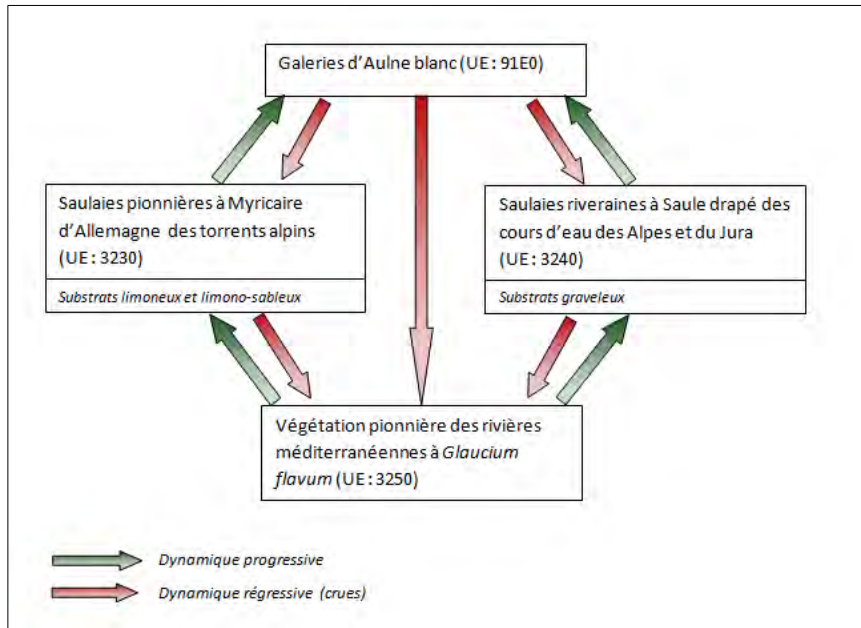 Galeries d'Aulne blanc (UE : 91E0)
Saulaies pionnières à Myricaire
d'Allemagne des torrents alpins
(UE : 3230)
Substrats limoneux et limono-sableux
Saulaies riveraines à Saule drapé des
cours d'eau des Alpes et du Jura
(UE : 3240)
Substrats graveleux
Végétation pionnière des rivières
méditerranéennes à Glaucium
flavum (UE : 3250)
Dynamique progressive
Dynamique régressive (crues)